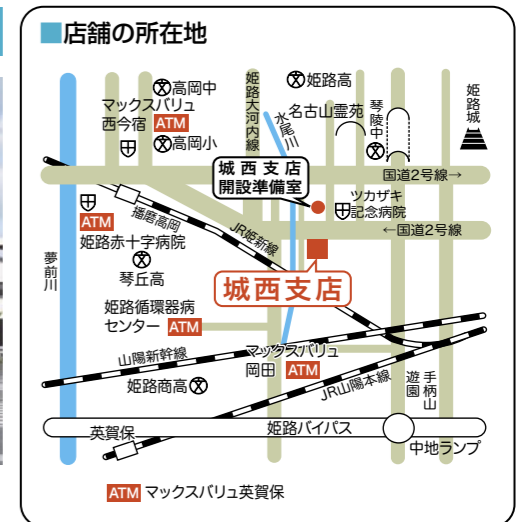 ■店舗の所在地
高岡中
マックスバリュ
西今宿 ATM
高岡小
姫路大河内線
水尾川
姫路高
名古山霊苑
琴陵中
姫路城
国道2号線→
城西支店
開設準備室
ツカザキ
記念病院
←国道2号線
ATM
姫路赤十字病院
播磨高岡
JR姫新線
琴丘高
夢前川
城西支店
姫路循環器病
センター ATM
山陽新幹線
マックスバリュ
岡田 ATM
姫路商高
JR山陽本線
手柄山
遊園
英賀保
姫路バイパス
中地ランプ
ATM マックスバリュ英賀保